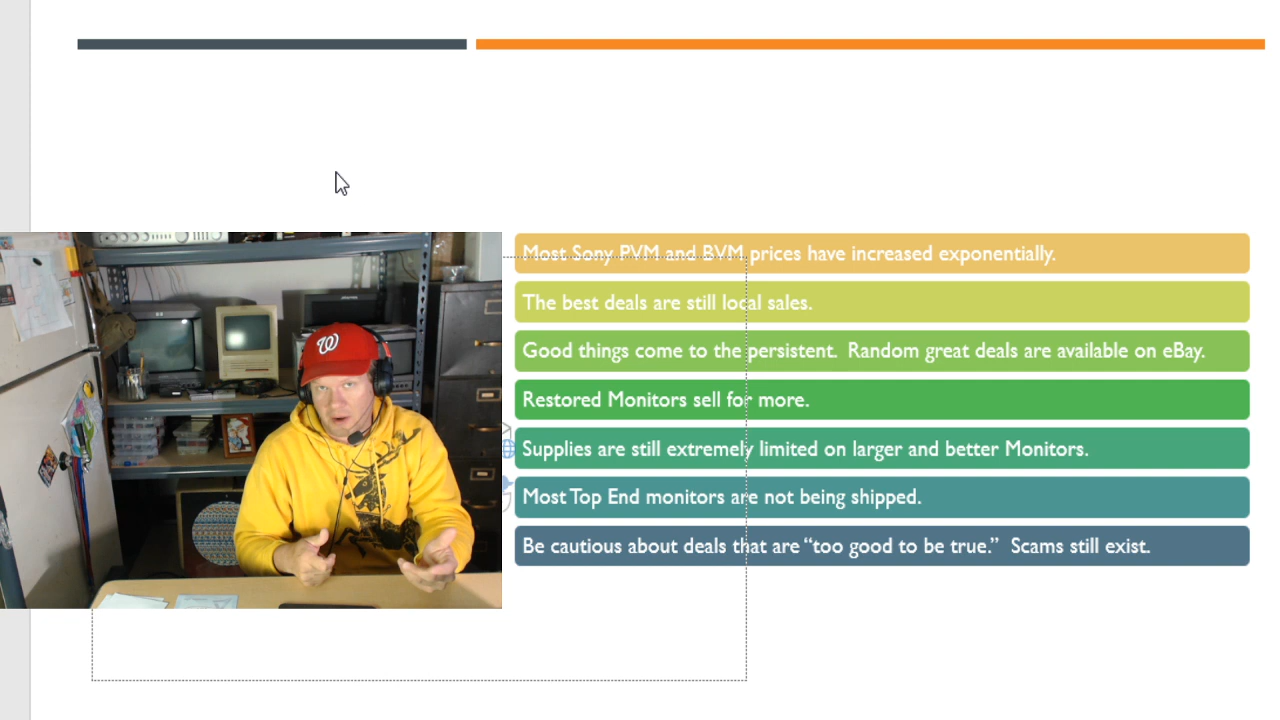 Most Sony PVM and BVM prices have increased exponentially.
The best deals are still local sales.
Good things come to the persistent.  Random great deals are available on eBay.
Restored Monitors sell for more.
Supplies are still extremely limited on larger and better Monitors.
Most Top End monitors are not being shipped.
Be cautious about deals that are “too good to be true.”  Scams still exist.
W